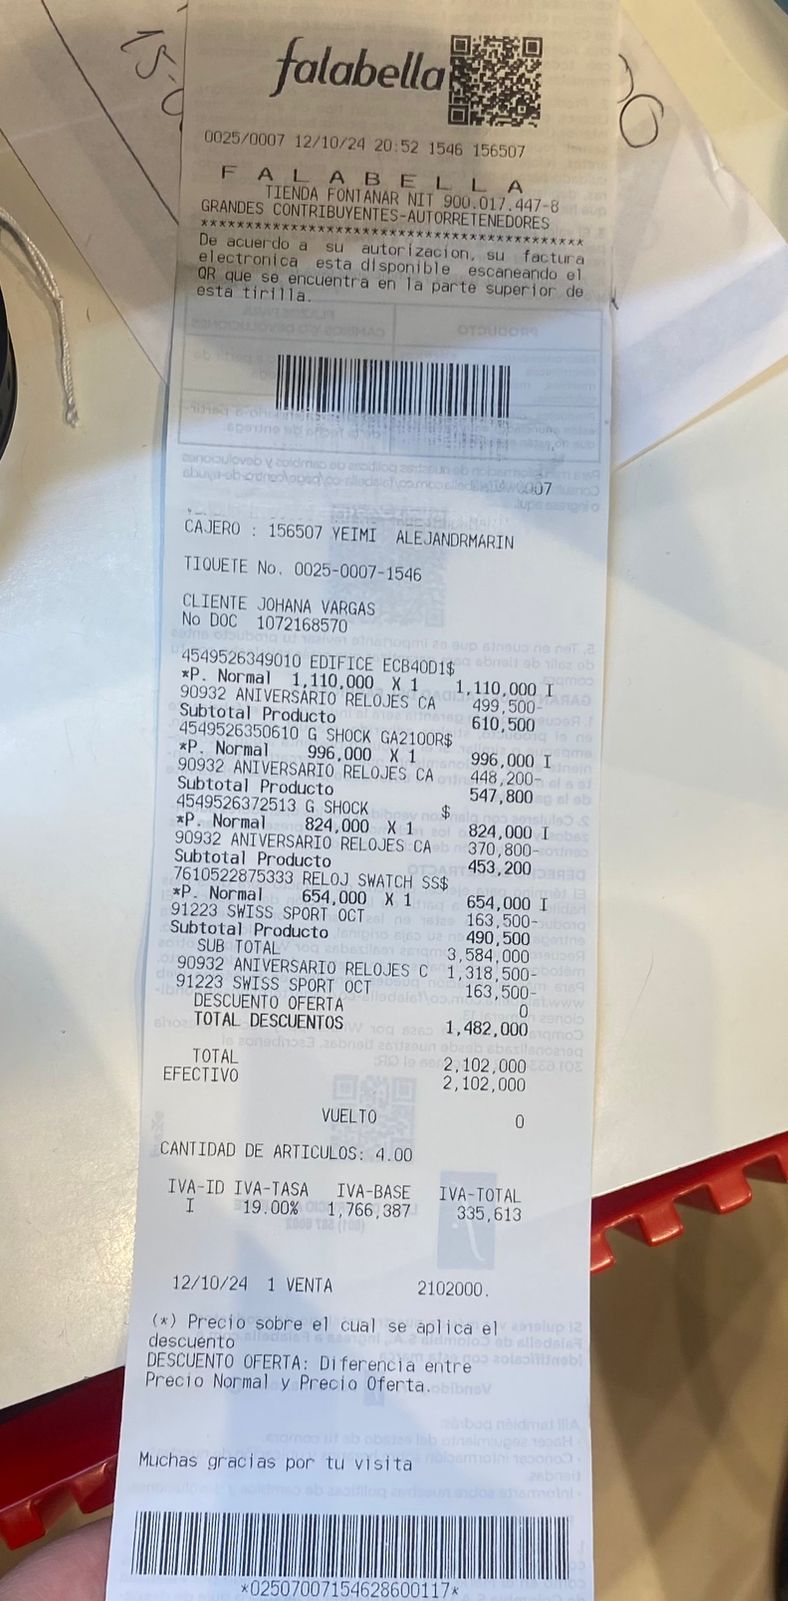 falabella
0025/0007 12/10/24 20:52 1546 156507
F A L A B E L L A
TIENDA FONTANAR NIT 900.017.447-8
GRANDES CONTRIBUYENTES-AUTORRETENEDORES
********************************************
De acuerdo a su autorizacion, su factura
electronica esta disponible escaneando el
QR que se encuentra en la parte superior de
esta tirilla.
CAJERO : 156507 YEIMI ALEJANDRMARIN
TIQUETE No. 0025-0007-1546
CLIENTE JOHANA VARGAS
No DOC 1072168570
4549526349010 EDIFICE ECB40D1$
*P. Normal 1,110,000 X 1 1,110,000 I
90932 ANIVERSARIO RELOJES CA 499,500-
Subtotal Producto 610,500
4549526350610 G SHOCK GA2100R$
*P. Normal 996,000 X 1 996,000 I
90932 ANIVERSARIO RELOJES CA 448,200-
Subtotal Producto 547,800
4549526372513 G SHOCK $
*P. Normal 824,000 X 1 824,000 I
90932 ANIVERSARIO RELOJES CA 370,800-
Subtotal Producto 453,200
7610522875333 RELOJ SWATCH SS$
*P. Normal 654,000 X 1 654,000 I
91223 SWISS SPORT OCT 163,500-
Subtotal Producto 490,500
SUB TOTAL 3,584,000
90932 ANIVERSARIO RELOJES C 1,318,500-
91223 SWISS SPORT OCT 163,500-
DESCUENTO OFERTA 0
TOTAL DESCUENTOS 1,482,000
TOTAL 2,102,000
EFECTIVO 2,102,000
VUELTO 0
CANTIDAD DE ARTICULOS: 4.00
IVA-ID IVA-TASA IVA-BASE IVA-TOTAL
I 19.00% 1,766,387 335,613
12/10/24 1 VENTA 2102000.
(*) Precio sobre el cual se aplica el
descuento
DESCUENTO OFERTA: Diferencia entre
Precio Normal y Precio Oferta.
Muchas gracias por tu visita
*02507007154628600117*